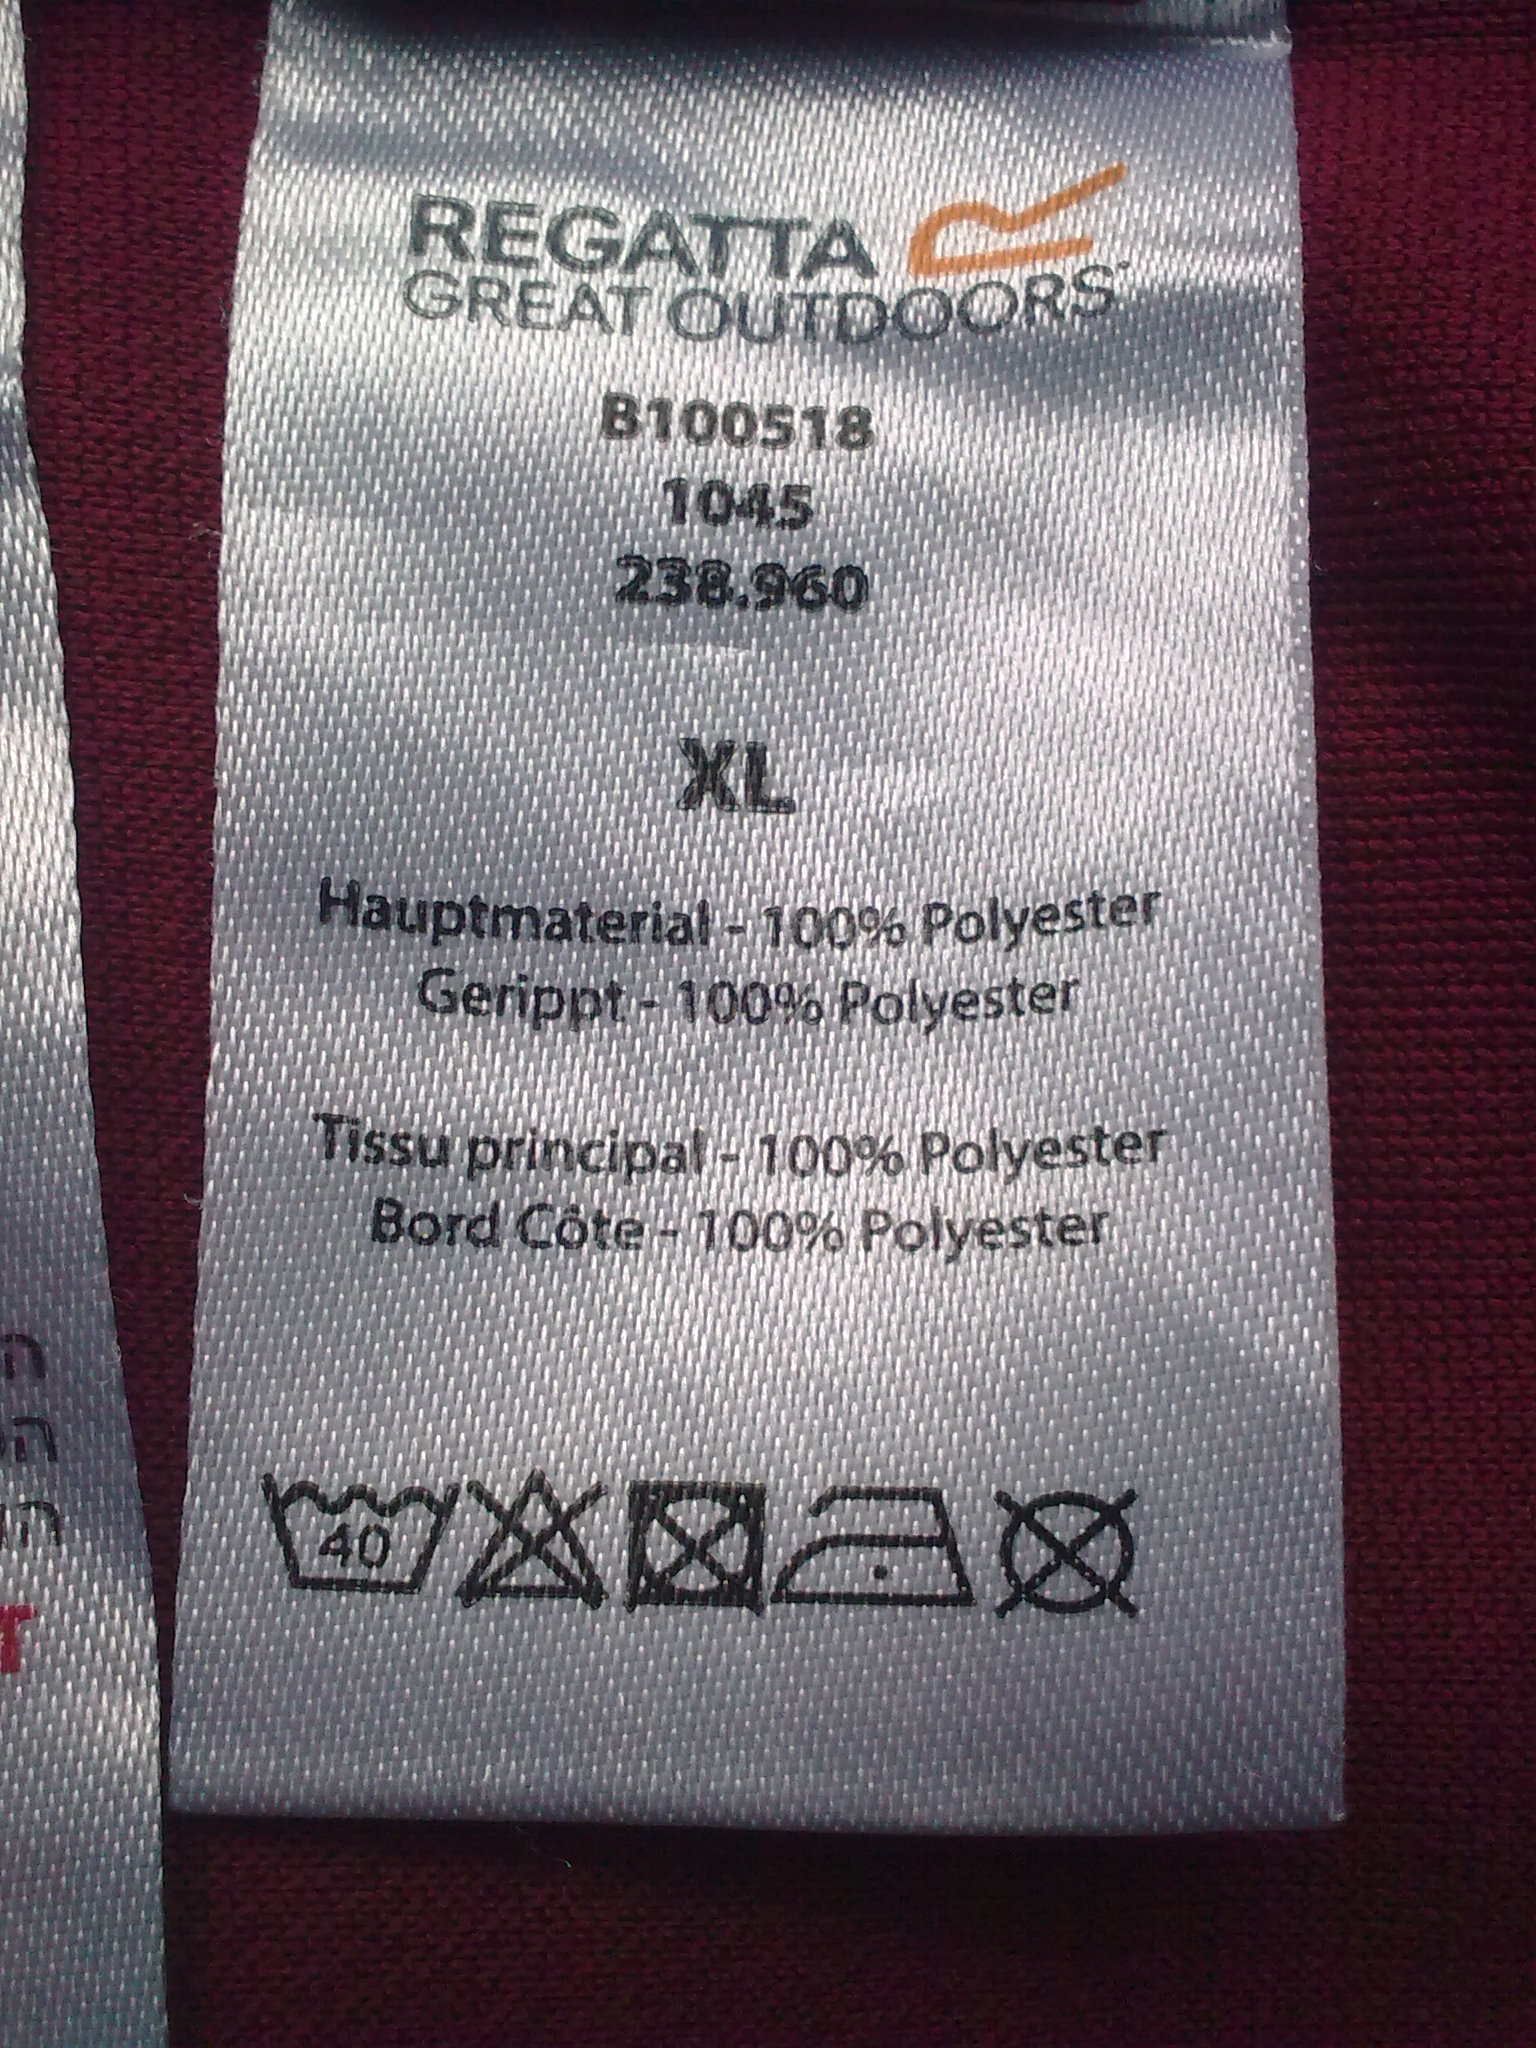 REGATTA
GREAT OUTDOORS
B100518
1045
238.960
XL
Hauptmaterial - 100% Polyester
Gerippt - 100% Polyester
Tissu principal - 100% Polyester
Bord Côte - 100% Polyester
40